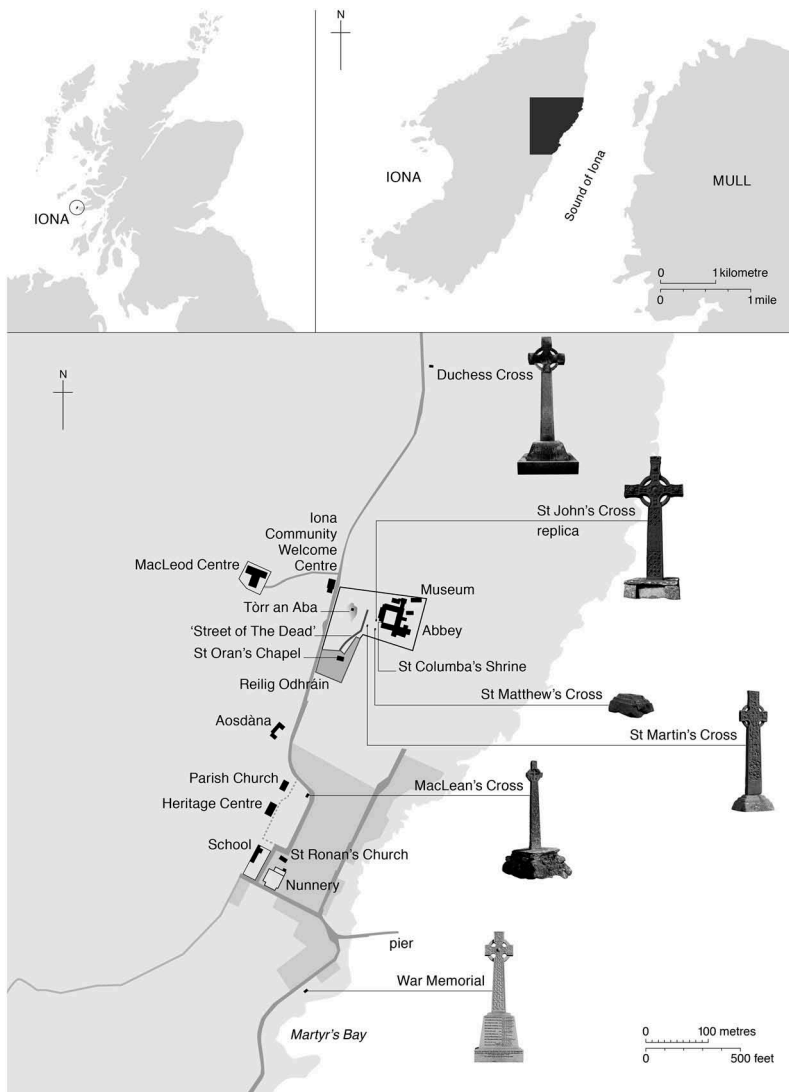 IONA
N
IONA
Sound of Iona
MULL
0 1 kilometre
0 1 mile
N
Duchess Cross
St John's Cross
replica
Iona
Community
Welcome
Centre
MacLeod Centre
Museum
Tòrr an Aba
'Street of The Dead'
Abbey
St Oran's Chapel
St Columba's Shrine
Reilig Odhráin
St Matthew's Cross
Aosdàna
St Martin's Cross
Parish Church
MacLean's Cross
Heritage Centre
School
St Ronan's Church
Nunnery
pier
War Memorial
Martyr's Bay
0 100 metres
0 500 feet